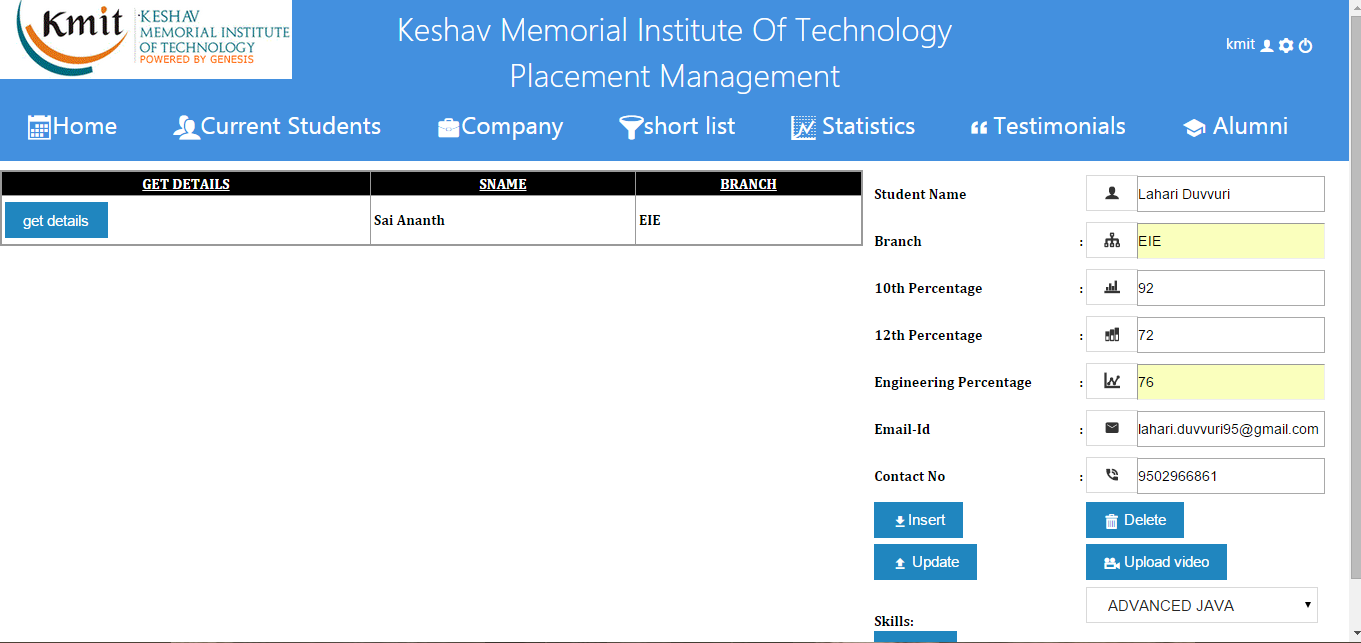 Kmit
KESHAV
MEMORIAL INSTITUTE
OF TECHNOLOGY
POWERED BY GENESIS
Keshav Memorial Institute Of Technology
Placement Management
kmit
Home Current Students Company short list Statistics Testimonials Alumni
GET DETAILS SNAME BRANCH
get details Sai Ananth EIE
Student Name Lahari Duvvuri
Branch : EIE
10th Percentage : 92
12th Percentage : 72
Engineering Percentage : 76
Email-Id : lahari.duvvuri95@gmail.com
Contact No : 9502966861
Insert Delete
Update Upload video
ADVANCED JAVA
Skills: